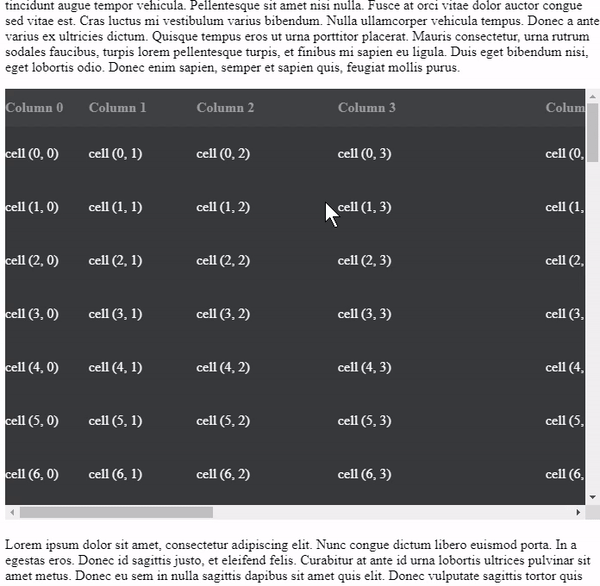 tincidunt augue tempor vehicula. Pellentesque sit amet nisi nulla. Fusce at orci vitae dolor auctor congue
sed vitae est. Cras luctus mi vestibulum varius bibendum. Nulla ullamcorper vehicula tempus. Donec a ante
varius ex ultricies dictum. Quisque tempus eros ut urna porttitor placerat. Mauris consectetur, urna rutrum
sodales faucibus, turpis lorem pellentesque turpis, et finibus mi sapien eu ligula. Duis eget bibendum nisi,
eget lobortis odio. Donec enim sapien, semper et sapien quis, feugiat mollis purus.
Column 0 Column 1 Column 2 Column 3 Colum
cell (0, 0) cell (0, 1) cell (0, 2) cell (0, 3) cell (0,
cell (1, 0) cell (1, 1) cell (1, 2) cell (1, 3) cell (1,
cell (2, 0) cell (2, 1) cell (2, 2) cell (2, 3) cell (2,
cell (3, 0) cell (3, 1) cell (3, 2) cell (3, 3) cell (3,
cell (4, 0) cell (4, 1) cell (4, 2) cell (4, 3) cell (4,
cell (5, 0) cell (5, 1) cell (5, 2) cell (5, 3) cell (5,
cell (6, 0) cell (6, 1) cell (6, 2) cell (6, 3) cell (6,
Lorem ipsum dolor sit amet, consectetur adipiscing elit. Nunc congue dictum libero euismod porta. In a
egestas eros. Donec id sagittis justo, et eleifend felis. Curabitur at ante id urna lobortis ultrices pulvinar sit
amet metus. Donec eu sem in nulla sagittis dapibus sit amet quis elit. Donec vulputate sagittis tortor quis